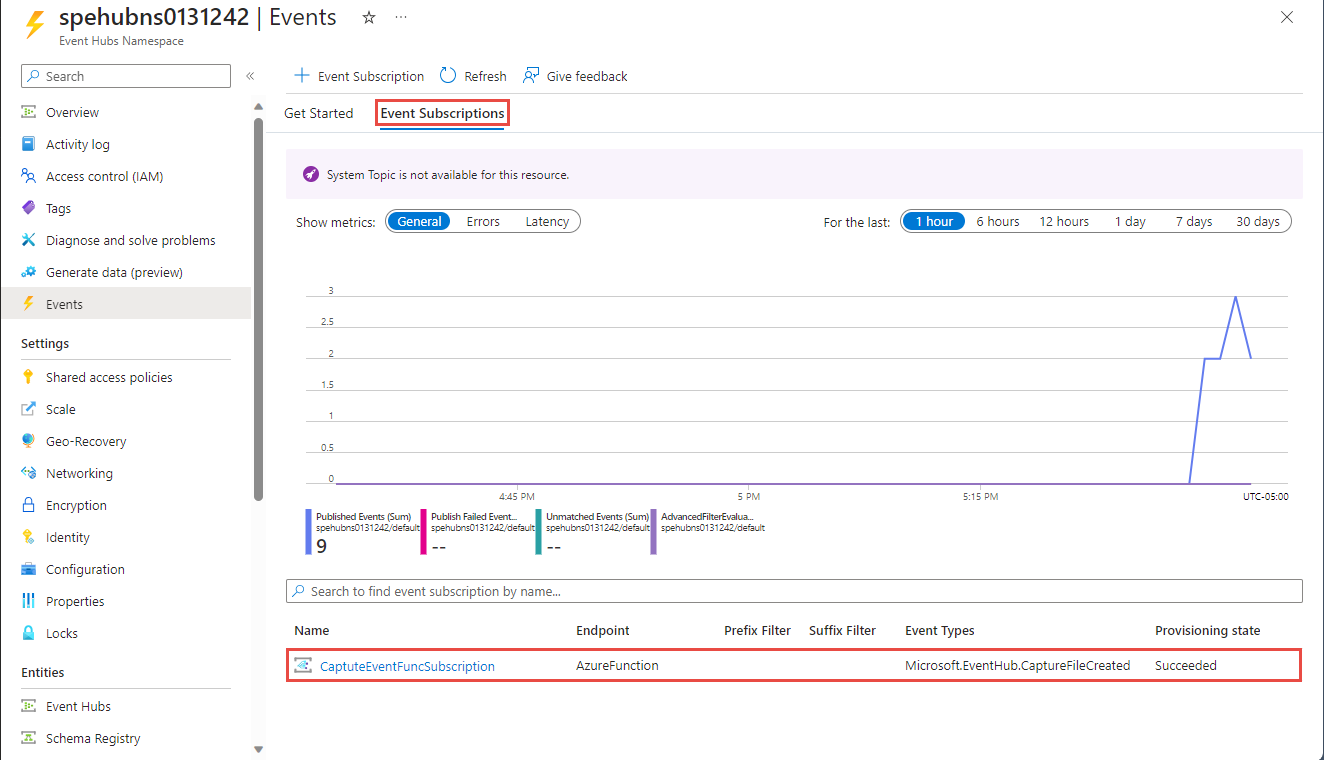 spehubns0131242 | Events
Event Hubs Namespace
Search
Overview
Activity log
Access control (IAM)
Tags
Diagnose and solve problems
Generate data (preview)
Events
Settings
Shared access policies
Scale
Geo-Recovery
Networking
Encryption
Identity
Configuration
Properties
Locks
Entities
Event Hubs
Schema Registry
Event Subscription Refresh Give feedback
Get Started Event Subscriptions
System Topic is not available for this resource.
Show metrics: General Errors Latency For the last: 1 hour 6 hours 12 hours 1 day 7 days 30 days
3
2.5
2
1.5
1
0.5
0
4:45 PM 5 PM 5:15 PM UTC-05:00
Published Events (Sum) Publish Failed Event... Unmatched Events (Sum) AdvancedFilterEvalua...
spehubns0131242/default spehubns0131242/default spehubns0131242/default spehubns0131242/default
9 -- --
Search to find event subscription by name...
Name Endpoint Prefix Filter Suffix Filter Event Types Provisioning state
CaptuteEventFuncSubscription AzureFunction Microsoft.EventHub.CaptureFileCreated Succeeded